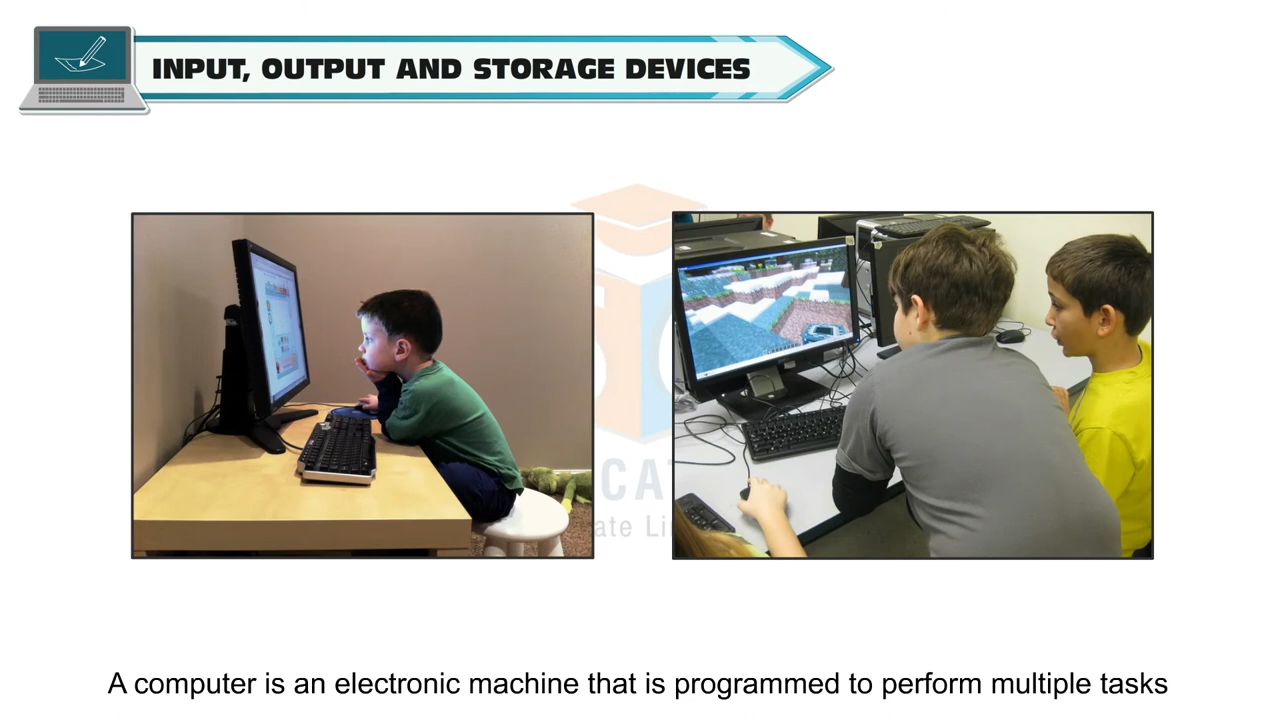 INPUT, OUTPUT AND STORAGE DEVICES
A computer is an electronic machine that is programmed to perform multiple tasks